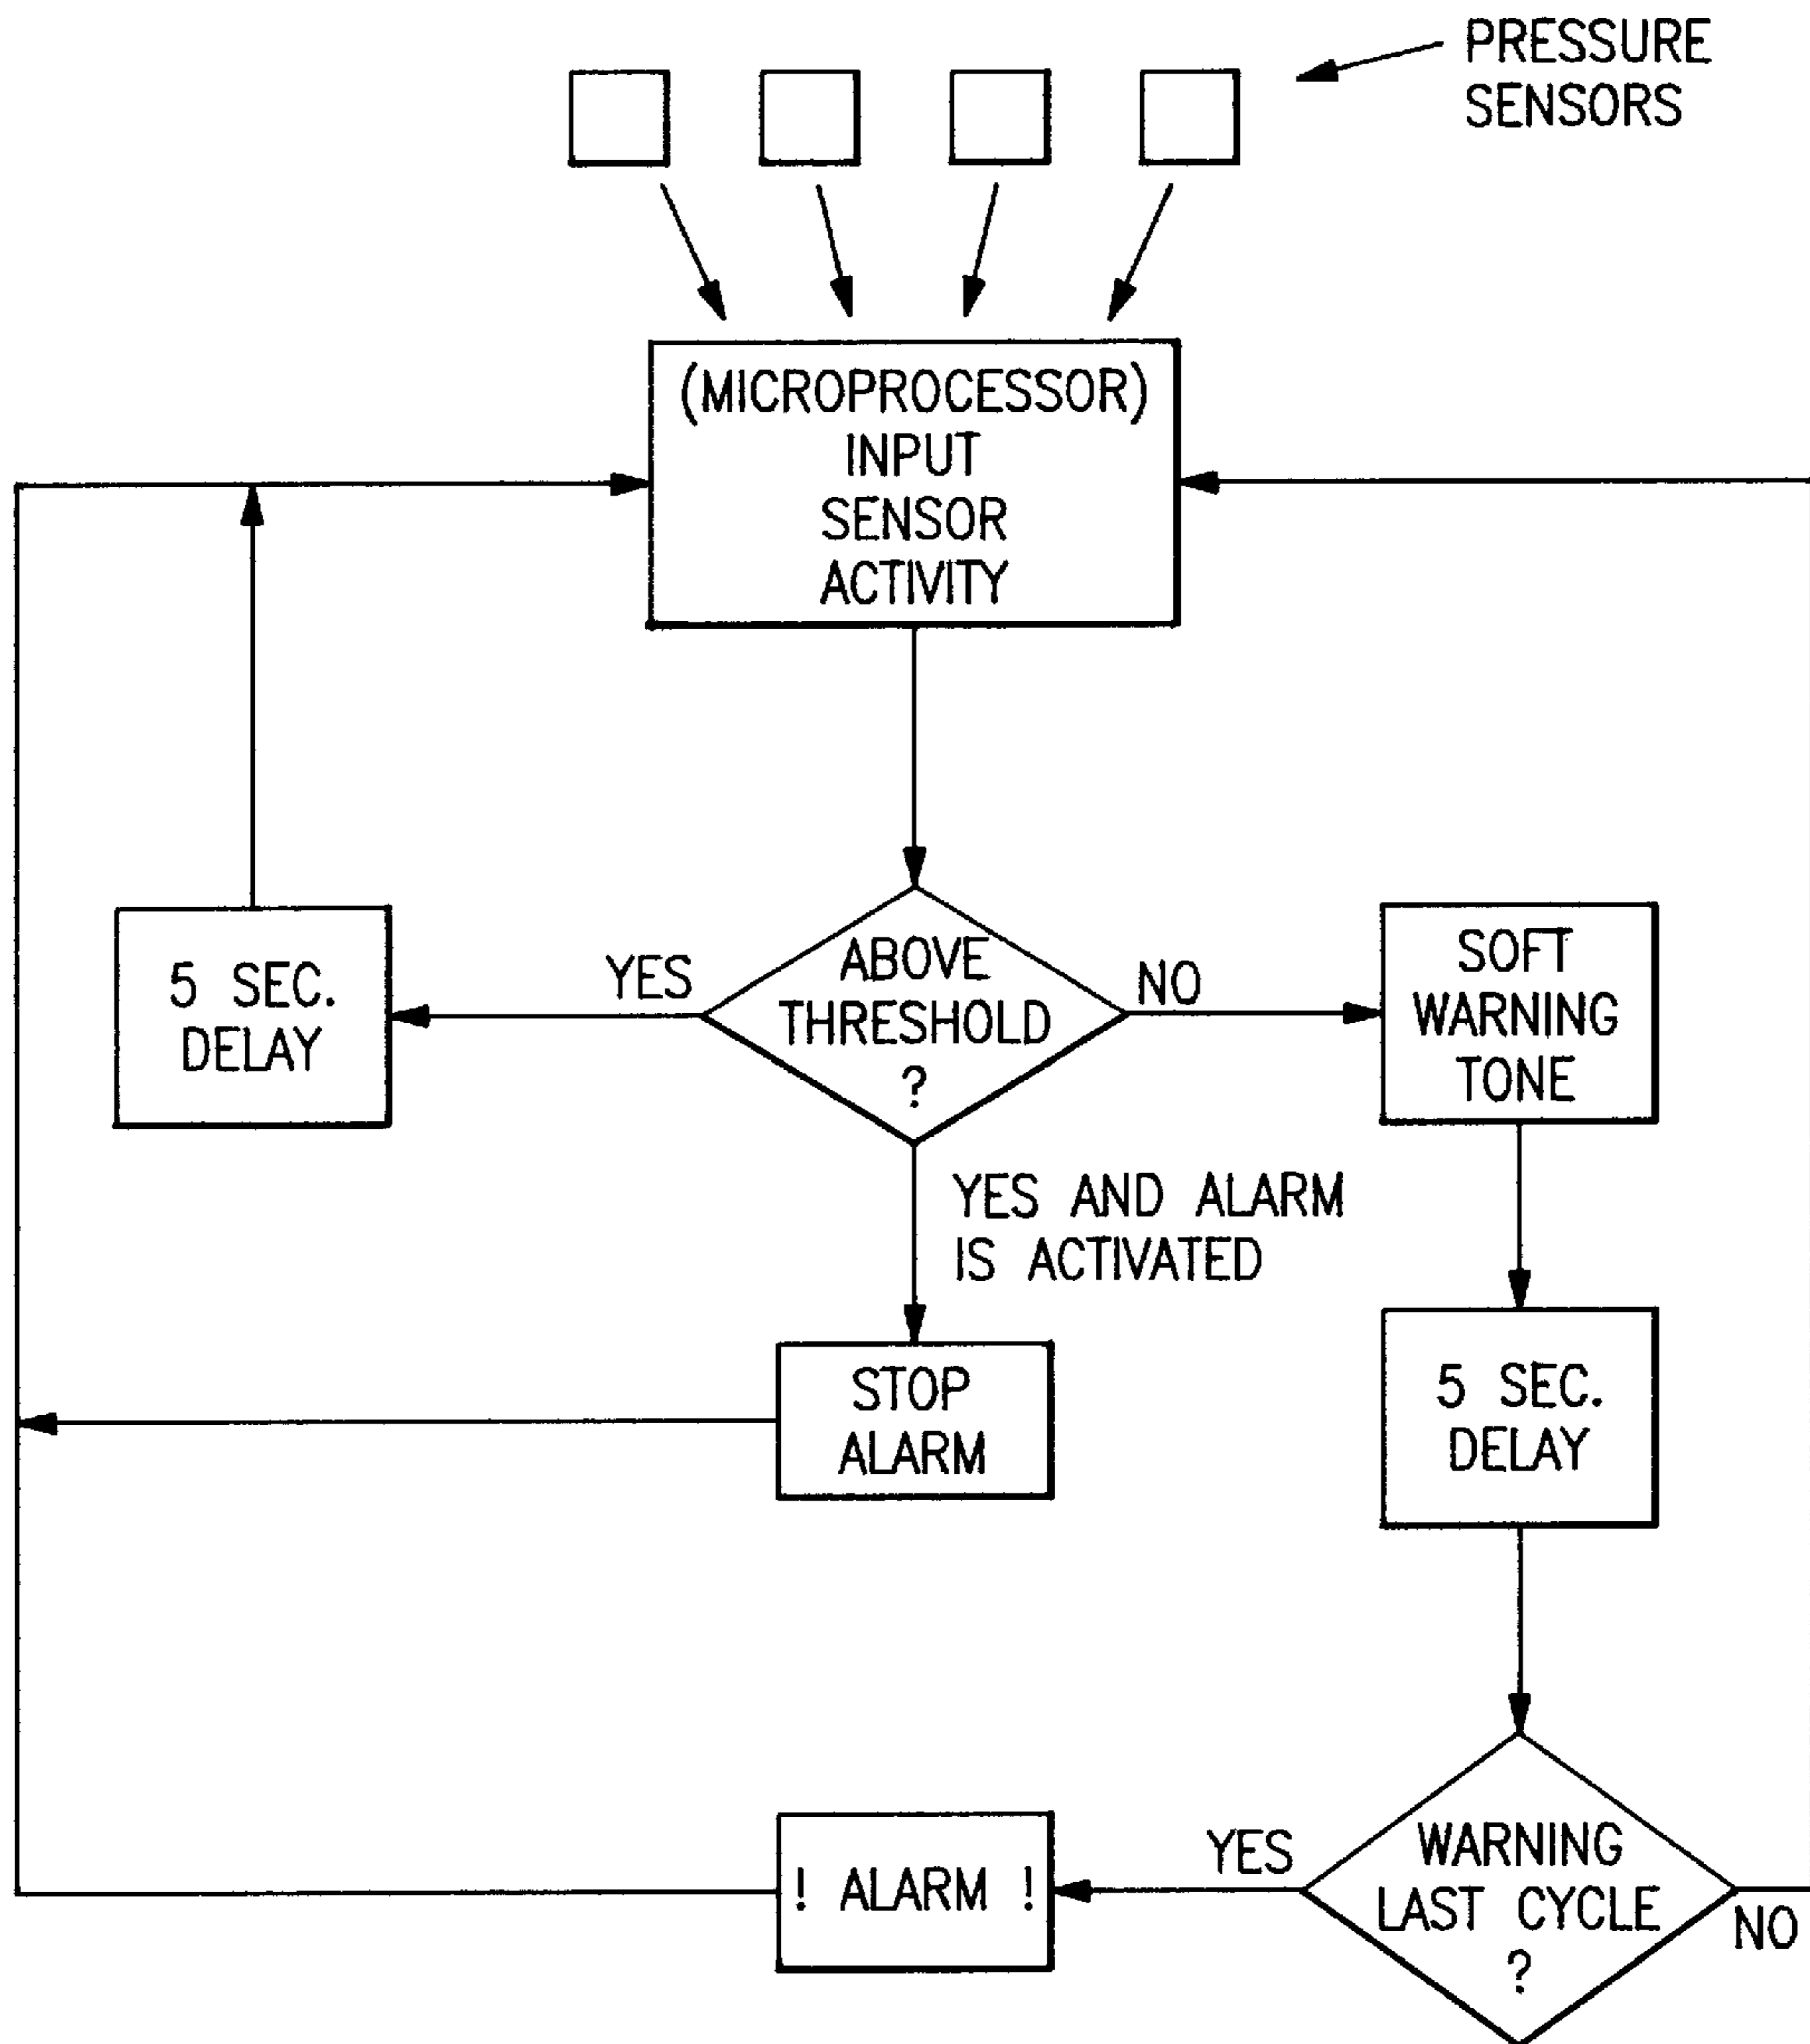 PRESSURE
SENSORS
(MICROPROCESSOR)
INPUT
SENSOR
ACTIVITY
5 SEC.
DELAY
YES
ABOVE
THRESHOLD
?
NO
SOFT
WARNING
TONE
YES AND ALARM
IS ACTIVATED
STOP
ALARM
5 SEC.
DELAY
! ALARM !
YES
WARNING
LAST CYCLE
?
NO